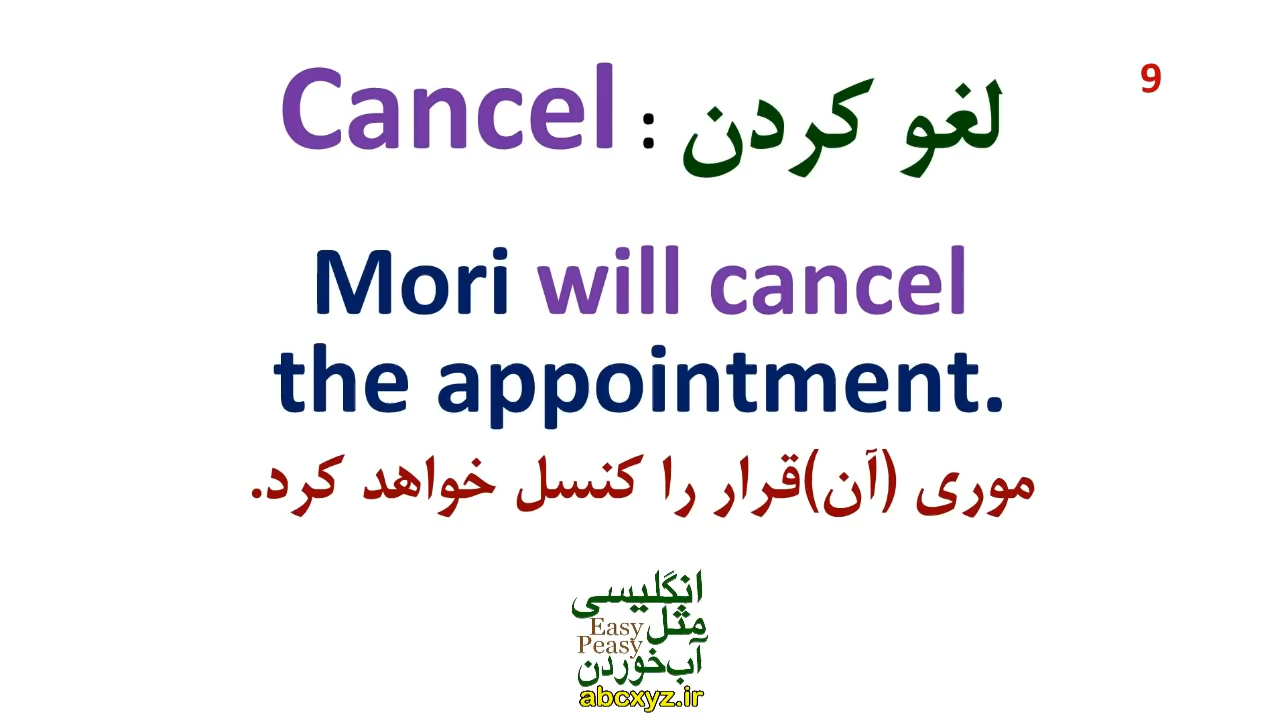 9
Cancel : لغو کردن
Mori will cancel
the appointment.
موری (آن)قرار را کنسل خواهد کرد.
انگلیسی
مثل Easy
Peasy
آب‌خوردن
abcxyz.ir